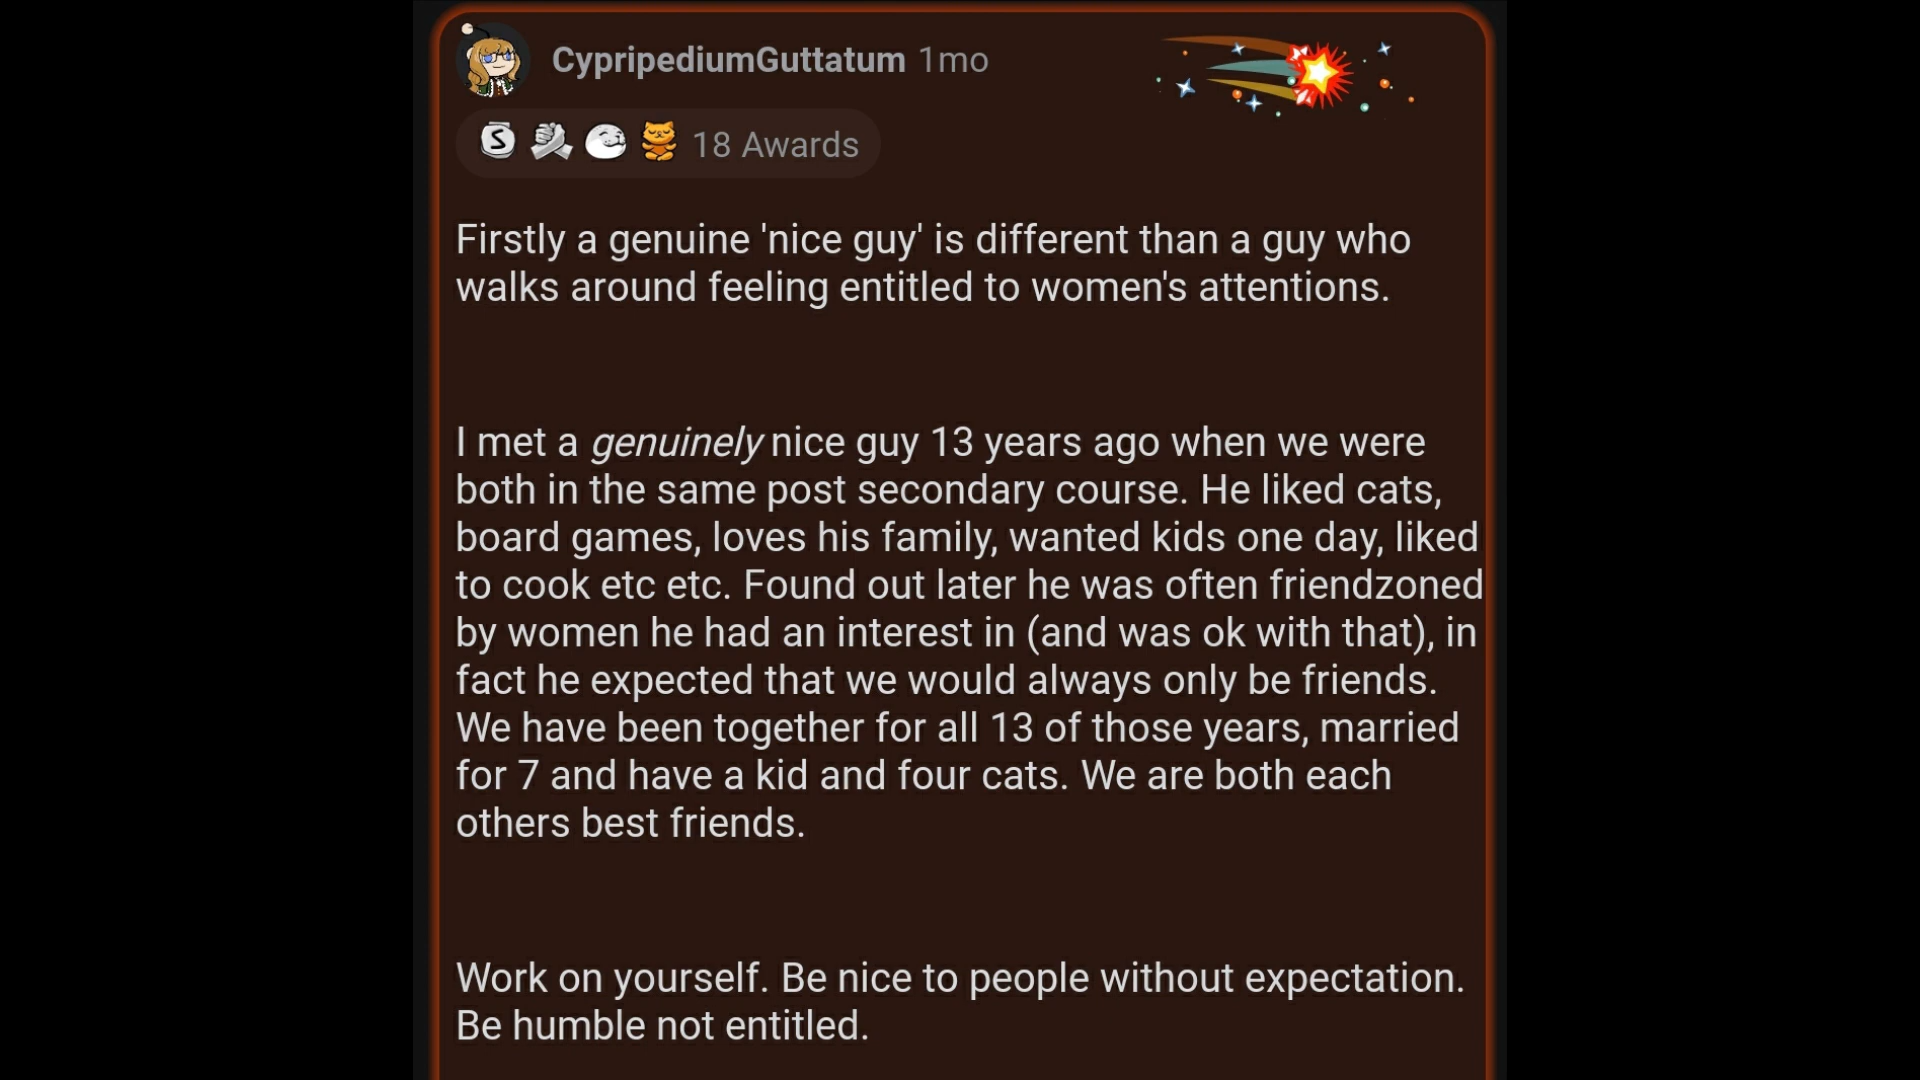 CypripediumGuttatum 1mo
S 18 Awards
Firstly a genuine 'nice guy' is different than a guy who
walks around feeling entitled to women's attentions.
I met a genuinely nice guy 13 years ago when we were
both in the same post secondary course. He liked cats,
board games, loves his family, wanted kids one day, liked
to cook etc etc. Found out later he was often friendzoned
by women he had an interest in (and was ok with that), in
fact he expected that we would always only be friends.
We have been together for all 13 of those years, married
for 7 and have a kid and four cats. We are both each
others best friends.
Work on yourself. Be nice to people without expectation.
Be humble not entitled.